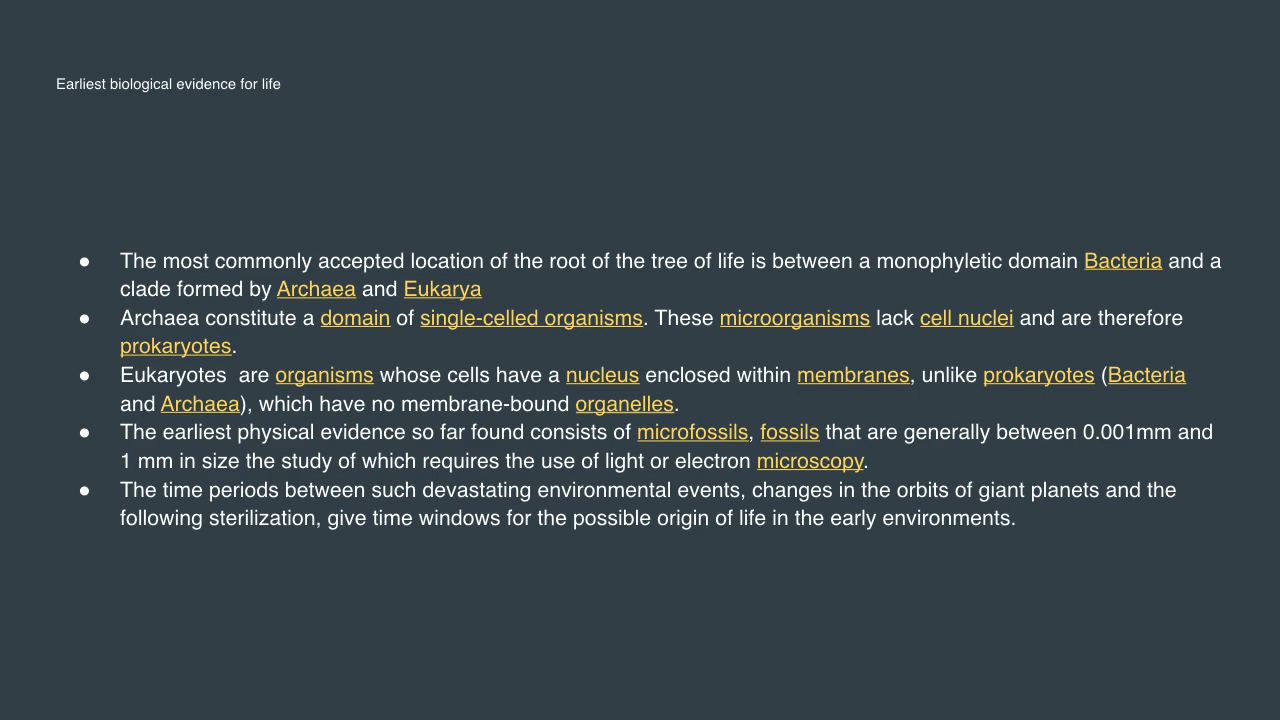 Earliest biological evidence for life
● The most commonly accepted location of the root of the tree of life is between a monophyletic domain Bacteria and a
clade formed by Archaea and Eukarya
● Archaea constitute a domain of single-celled organisms. These microorganisms lack cell nuclei and are therefore
prokaryotes.
● Eukaryotes  are organisms whose cells have a nucleus enclosed within membranes, unlike prokaryotes (Bacteria
and Archaea), which have no membrane-bound organelles.
● The earliest physical evidence so far found consists of microfossils, fossils that are generally between 0.001mm and
1 mm in size the study of which requires the use of light or electron microscopy.
● The time periods between such devastating environmental events, changes in the orbits of giant planets and the
following sterilization, give time windows for the possible origin of life in the early environments.